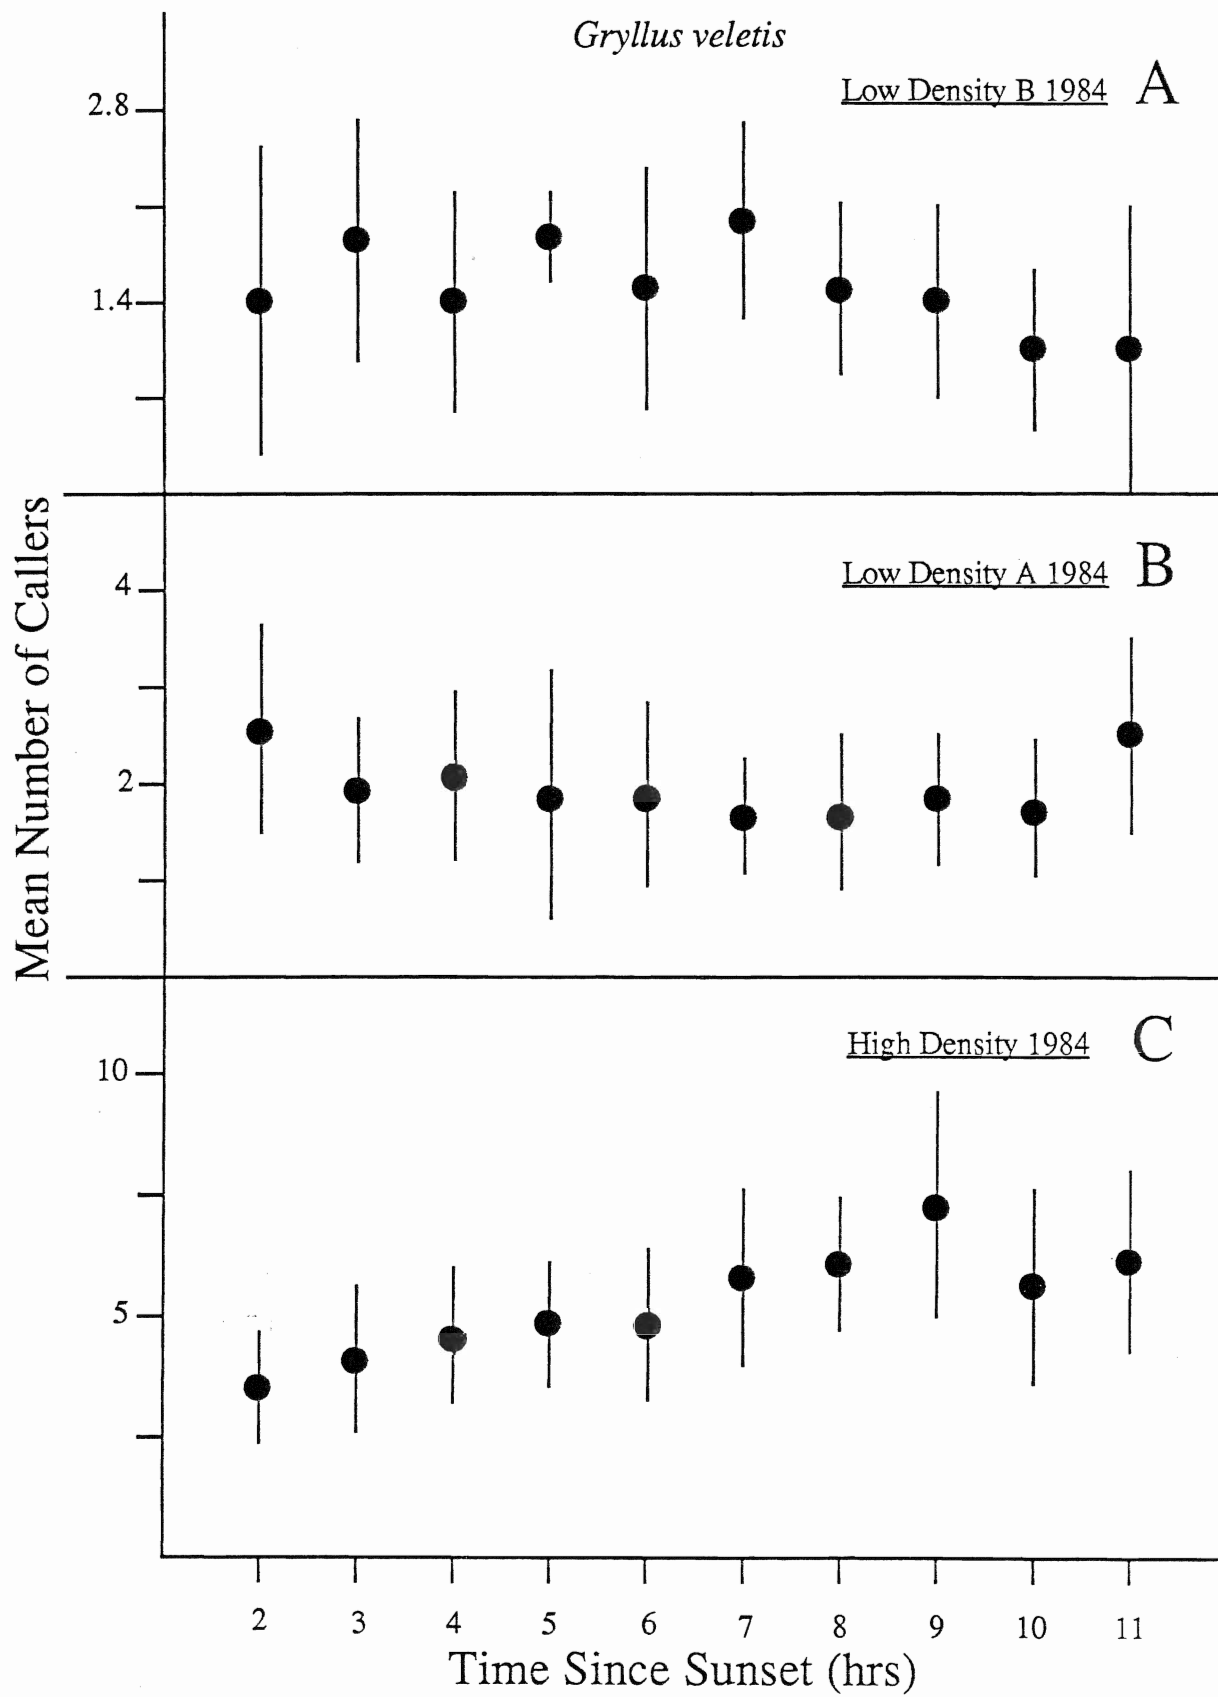 Gryllus veletis
Low Density B 1984 A
2.8
1.4
Mean Number of Callers
Low Density A 1984 B
4
2
High Density 1984 C
10
5
2 3 4 5 6 7 8 9 10 11
Time Since Sunset (hrs)